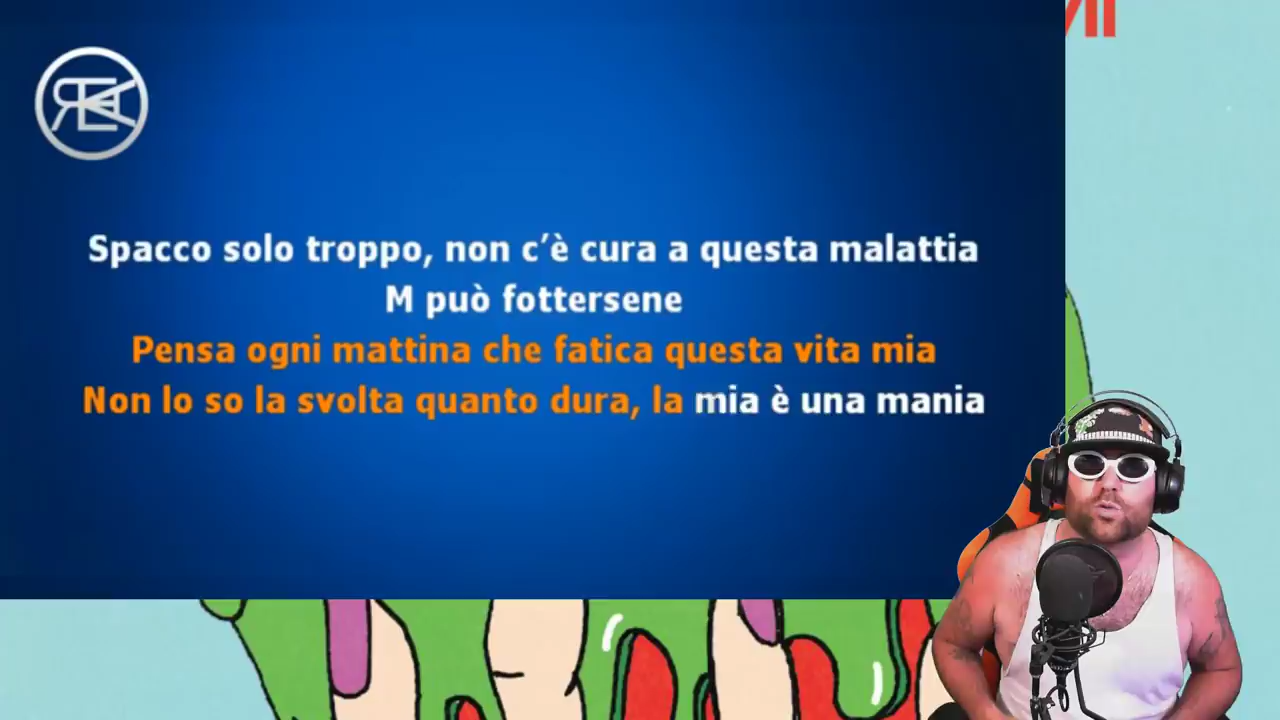 Spacco solo troppo, non c'è cura a questa malattia
M può fottersene
Pensa ogni mattina che fatica questa vita mia
Non lo so la svolta quanto dura, la mia è una mania